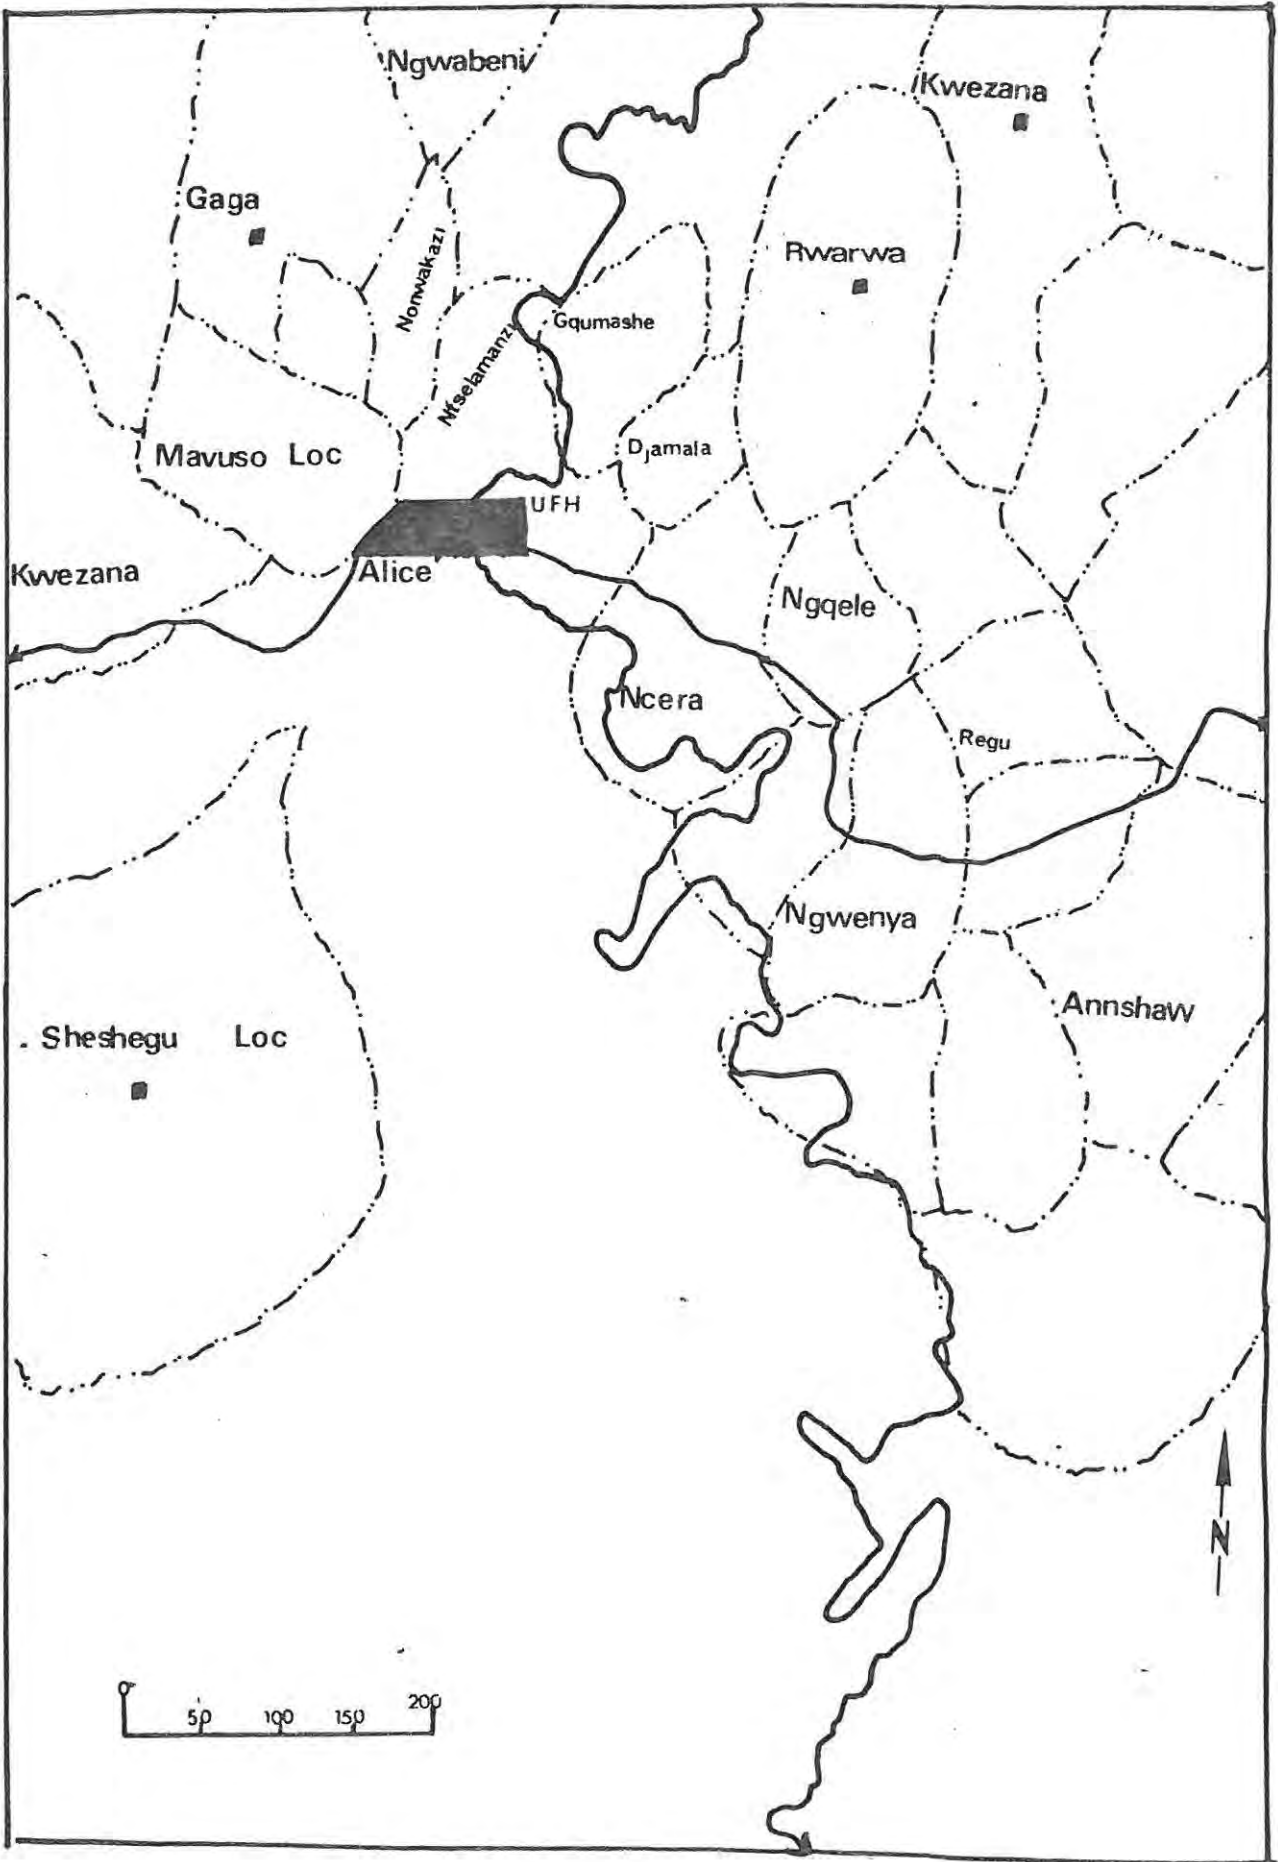 Ngwabeni
Kwezana
Gaga
Nonwakazi
Rwarwa
Gqumashe
Ntselamanzi
Mavuso Loc
Djamala
UFH
Alice
Kwezana
Ngqele
Ncera
Regu
Ngwenya
Annshaw
Sheshegu Loc
N
0 50 100 150 200